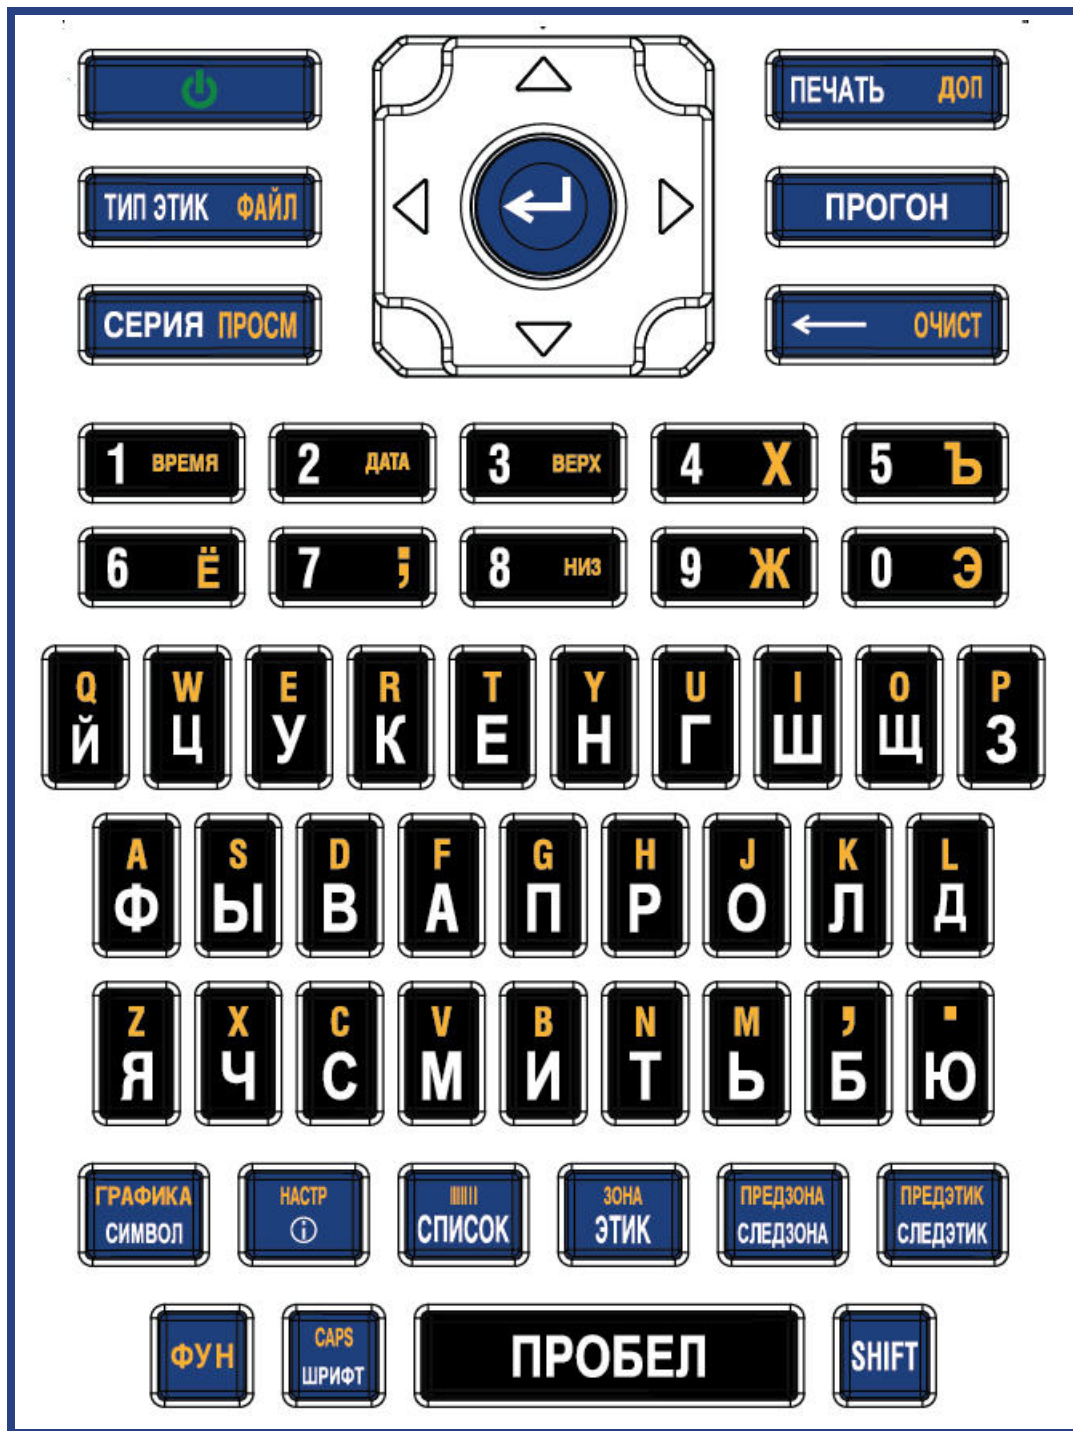 ПЕЧАТЬ ДОП
ТИП ЭТИК ФАЙЛ
ПРОГОН
СЕРИЯ ПРОСМ
ОЧИСТ
1 ВРЕМЯ 2 ДАТА 3 ВЕРХ 4 Х 5 Ъ
6 Ё 7 ; 8 НИЗ 9 Ж 0 Э
Q W E R T Y U I O P
Й Ц У К Е Н Г Ш Щ З
A S D F G H J K L
Ф Ы В А П Р О Л Д
Z X C V B N M , .
Я Ч С М И Т Ь Б Ю
ГРАФИКА НАСТР ЗОНА ПРЕДЗОНА ПРЕДЭТИК
СИМВОЛ СПИСОК ЭТИК СЛЕДЗОНА СЛЕДЭТИК
ФУН CAPS ПРОБЕЛ SHIFT
ШРИФТ